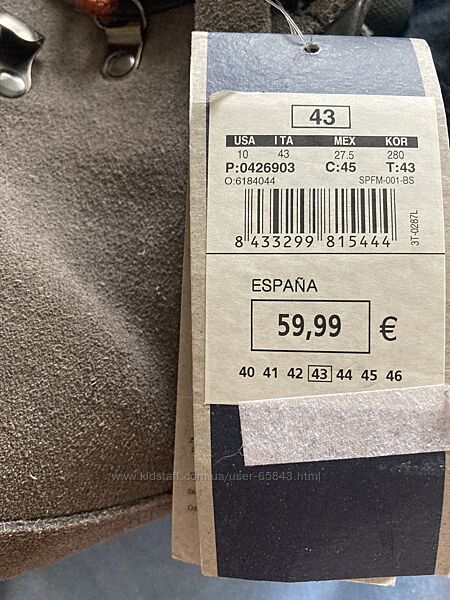 43
USA ITA MEX KOR
10 43 27.5 280
P:0426903 C:45 T:43
O:6184044 SPFM-001-BS
8 433299 815444
3T-0287L
ESPAÑA
59,99 €
40 41 42 43 44 45 46
www.kidstaff.com.ua/user-65843.html